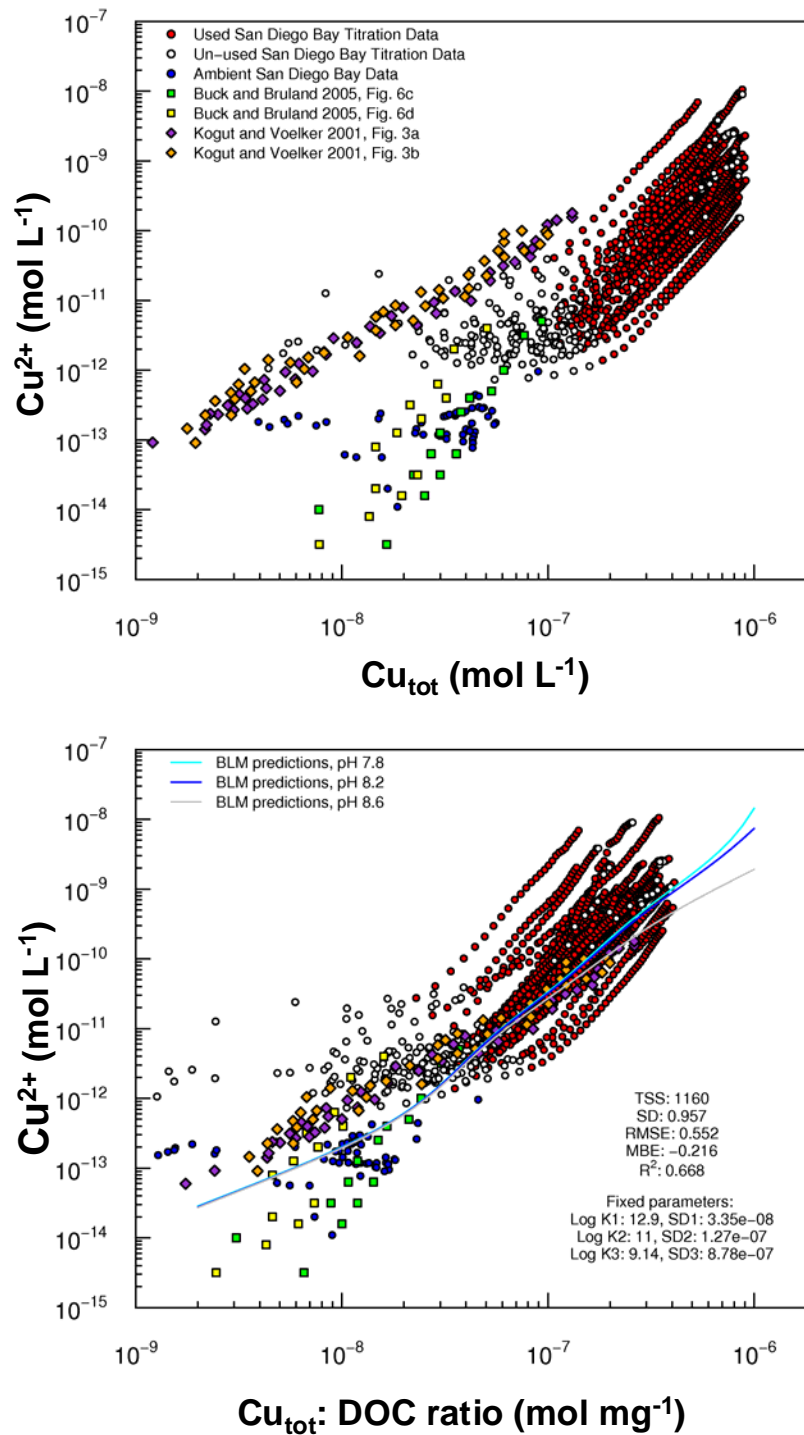 Used San Diego Bay Titration Data
Un-used San Diego Bay Titration Data
Ambient San Diego Bay Data
Buck and Bruland 2005, Fig. 6c
Buck and Bruland 2005, Fig. 6d
Kogut and Voelker 2001, Fig. 3a
Kogut and Voelker 2001, Fig. 3b
10⁻⁷
10⁻⁸
10⁻⁹
10⁻¹⁰
10⁻¹¹
10⁻¹²
10⁻¹³
10⁻¹⁴
10⁻¹⁵
Cu²⁺ (mol L⁻¹)
10⁻⁹ 10⁻⁸ 10⁻⁷ 10⁻⁶
Cu_tot (mol L⁻¹)
BLM predictions, pH 7.8
BLM predictions, pH 8.2
BLM predictions, pH 8.6
10⁻⁷
10⁻⁸
10⁻⁹
10⁻¹⁰
10⁻¹¹
10⁻¹²
10⁻¹³
10⁻¹⁴
10⁻¹⁵
Cu²⁺ (mol L⁻¹)
TSS: 1160
SD: 0.957
RMSE: 0.552
MBE: −0.216
R²: 0.668
Fixed parameters:
Log K1: 12.9, SD1: 3.35e−08
Log K2: 11, SD2: 1.27e−07
Log K3: 9.14, SD3: 8.78e−07
10⁻⁹ 10⁻⁸ 10⁻⁷ 10⁻⁶
Cu_tot: DOC ratio (mol mg⁻¹)